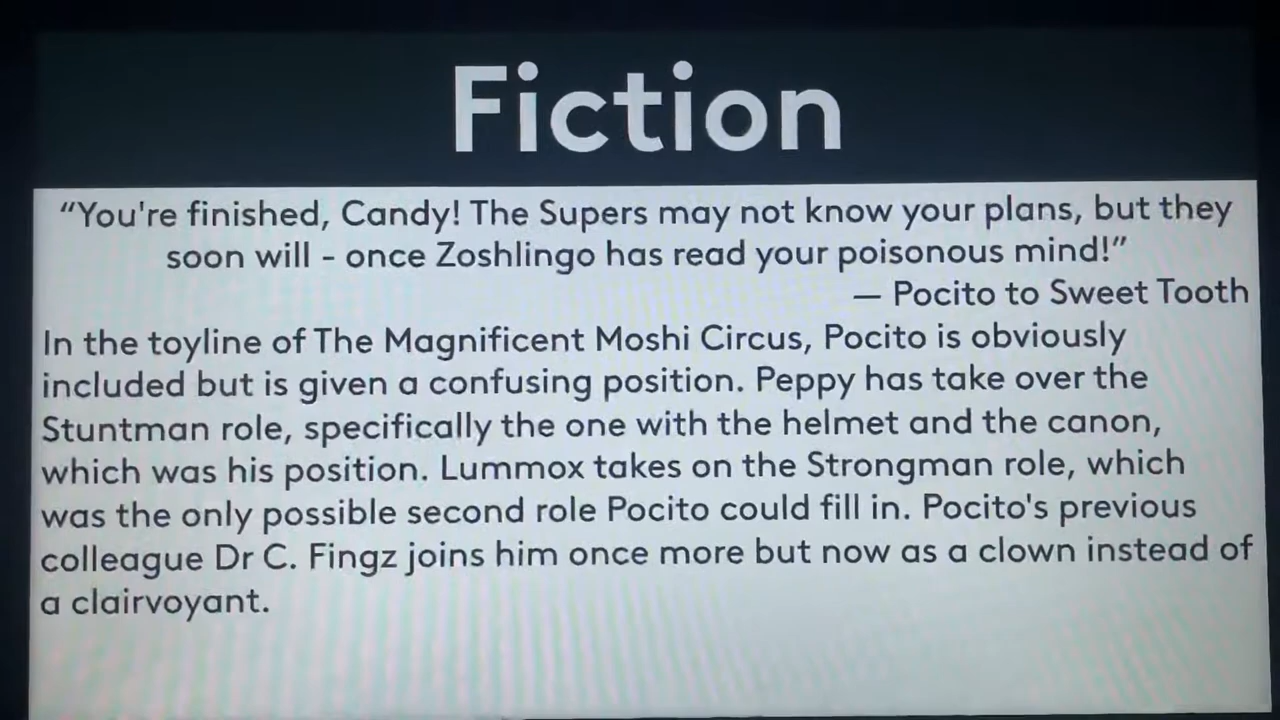 Fiction
“You're finished, Candy! The Supers may not know your plans, but they
soon will - once Zoshlingo has read your poisonous mind!”
— Pocito to Sweet Tooth
In the toyline of The Magnificent Moshi Circus, Pocito is obviously
included but is given a confusing position. Peppy has take over the
Stuntman role, specifically the one with the helmet and the canon,
which was his position. Lummox takes on the Strongman role, which
was the only possible second role Pocito could fill in. Pocito's previous
colleague Dr C. Fingz joins him once more but now as a clown instead of
a clairvoyant.